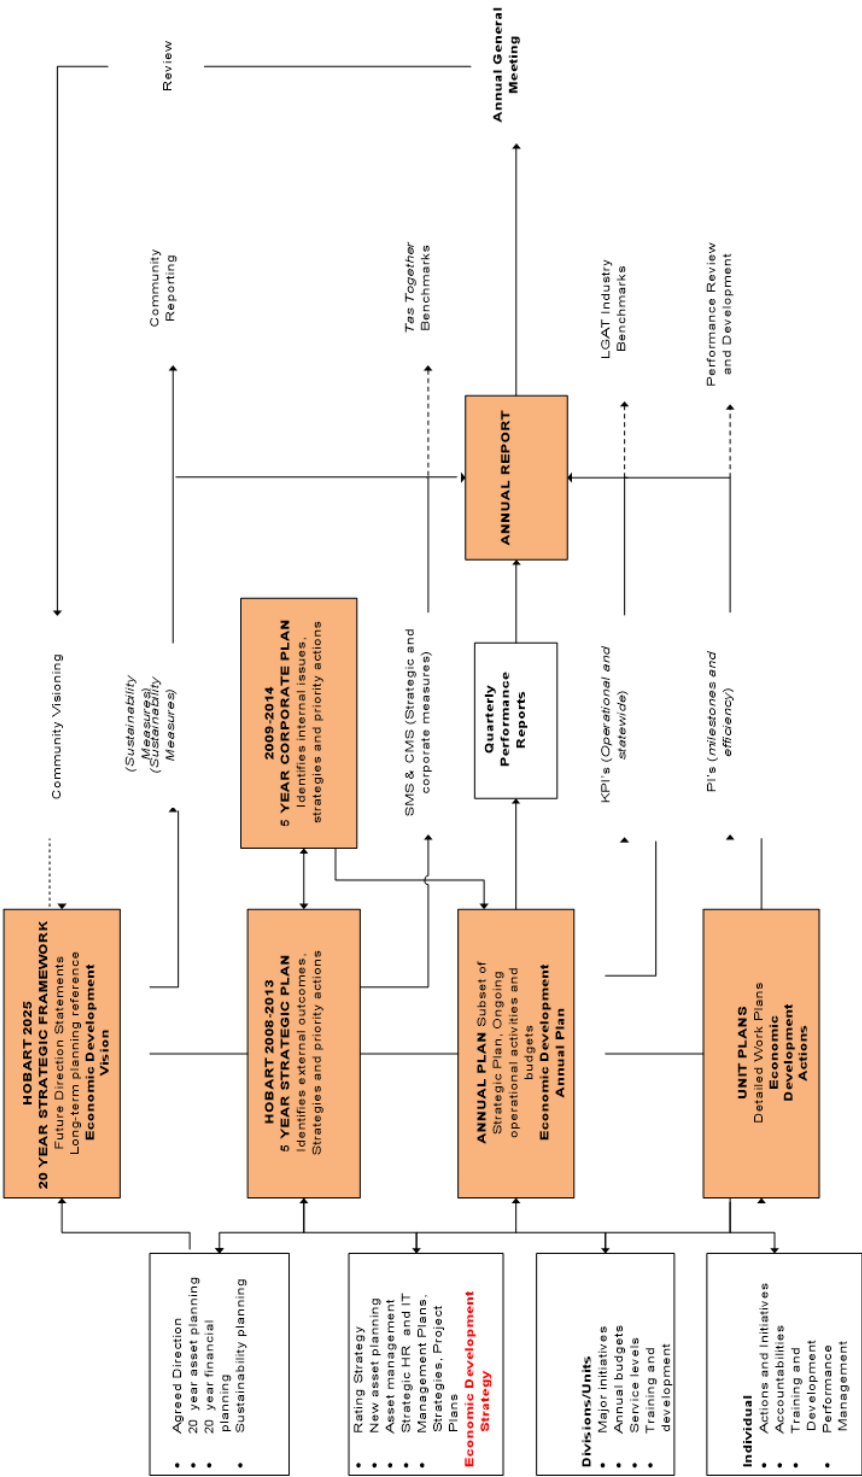 • Agreed Direction
• 20 year asset planning
• 20 year financial
planning
• Sustainability planning
• Rating Strategy
• New asset planning
• Asset management
• Strategic HR and IT
• Management Plans,
Strategies, Project
Plans
Economic Development
Strategy
Divisions/Units
• Major initiatives
• Annual budgets
• Service levels
• Training and
development
Individual
• Actions and Initiatives
• Accountabilities
• Training and
Development
• Performance
Management
HOBART 2025
20 YEAR STRATEGIC FRAMEWORK
Future Direction Statements
Long-term planning reference
Economic Development
Vision
HOBART 2008-2013
5 YEAR STRATEGIC PLAN
Identifies external outcomes,
Strategies and priority actions
ANNUAL PLAN Subset of
Strategic Plan, Ongoing
operational activities and
budgets
Economic Development
Annual Plan
UNIT PLANS
Detailed Work Plans
Economic
Development
Actions
2009-2014
5 YEAR CORPORATE PLAN
Identifies internal issues,
strategies and priority actions
Community Visioning
(Sustainability
Measures)
(Sustainability
Measures)
SMS & CMS (Strategic and
corporate measures)
Quarterly
Performance
Reports
KPI's (Operational and
statewide)
PI's (milestones and
efficiency)
ANNUAL REPORT
Community
Reporting
Tas Together
Benchmarks
LGAT Industry
Benchmarks
Performance Review
and Development
Review
Annual General
Meeting